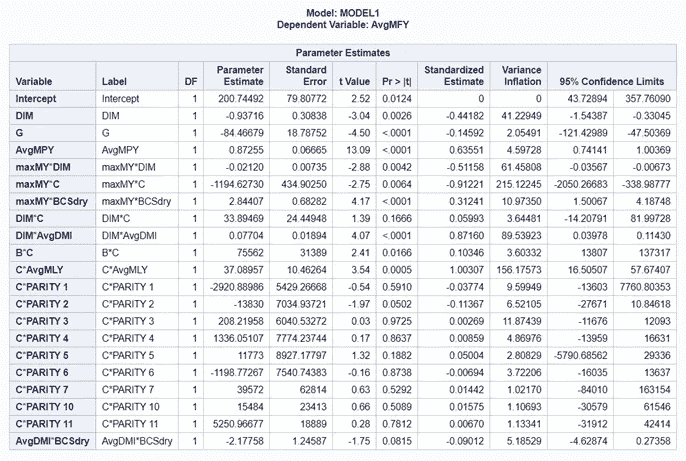 Model: MODEL1
Dependent Variable: AvgMFY
Parameter Estimates
Variable Label DF Parameter Estimate Standard Error t Value Pr > |t| Standardized Estimate Variance Inflation 95% Confidence Limits
Intercept Intercept 1 200.74492 79.80772 2.52 0.0124 0 0 43.72894 357.76090
DIM DIM 1 -0.93716 0.30838 -3.04 0.0026 -0.44182 41.22949 -1.54387 -0.33045
G G 1 -84.46679 18.78752 -4.50 <.0001 -0.14592 2.05491 -121.42989 -47.50369
AvgMPY AvgMPY 1 0.87255 0.06665 13.09 <.0001 0.63551 4.59728 0.74141 1.00369
maxMY*DIM maxMY*DIM 1 -0.02120 0.00735 -2.88 0.0042 -0.51158 61.45808 -0.03567 -0.00673
maxMY*C maxMY*C 1 -1194.62730 434.90250 -2.75 0.0064 -0.91221 215.12245 -2050.26683 -338.98777
maxMY*BCSdry maxMY*BCSdry 1 2.84407 0.68282 4.17 <.0001 0.31241 10.97350 1.50067 4.18748
DIM*C DIM*C 1 33.89469 24.44948 1.39 0.1666 0.05993 3.64481 -14.20791 81.99728
DIM*AvgDMI DIM*AvgDMI 1 0.07704 0.01894 4.07 <.0001 0.87160 89.53923 0.03978 0.11430
B*C B*C 1 75562 31389 2.41 0.0166 0.10346 3.60332 13807 137317
C*AvgMLY C*AvgMLY 1 37.08957 10.46264 3.54 0.0005 1.00307 156.17573 16.50507 57.67407
C*PARITY 1 C*PARITY 1 1 -2920.88986 5429.26668 -0.54 0.5910 -0.03774 9.59949 -13603 7760.80353
C*PARITY 2 C*PARITY 2 1 -13830 7034.93721 -1.97 0.0502 -0.11367 6.52105 -27671 10.84618
C*PARITY 3 C*PARITY 3 1 208.21958 6040.53272 0.03 0.9725 0.00269 11.87439 -11676 12093
C*PARITY 4 C*PARITY 4 1 1336.05107 7774.23744 0.17 0.8637 0.00859 4.86976 -13959 16631
C*PARITY 5 C*PARITY 5 1 11773 8927.17797 1.32 0.1882 0.05004 2.80829 -5790.68562 29336
C*PARITY 6 C*PARITY 6 1 -1198.77267 7540.74383 -0.16 0.8738 -0.00694 3.72206 -16035 13637
C*PARITY 7 C*PARITY 7 1 39572 62814 0.63 0.5292 0.01442 1.02170 -84010 163154
C*PARITY 10 C*PARITY 10 1 15484 23413 0.66 0.5089 0.01575 1.10693 -30579 61546
C*PARITY 11 C*PARITY 11 1 5250.96677 18889 0.28 0.7812 0.00670 1.13341 -31912 42414
AvgDMI*BCSdry AvgDMI*BCSdry 1 -2.17758 1.24587 -1.75 0.0815 -0.09012 5.18529 -4.62874 0.27358